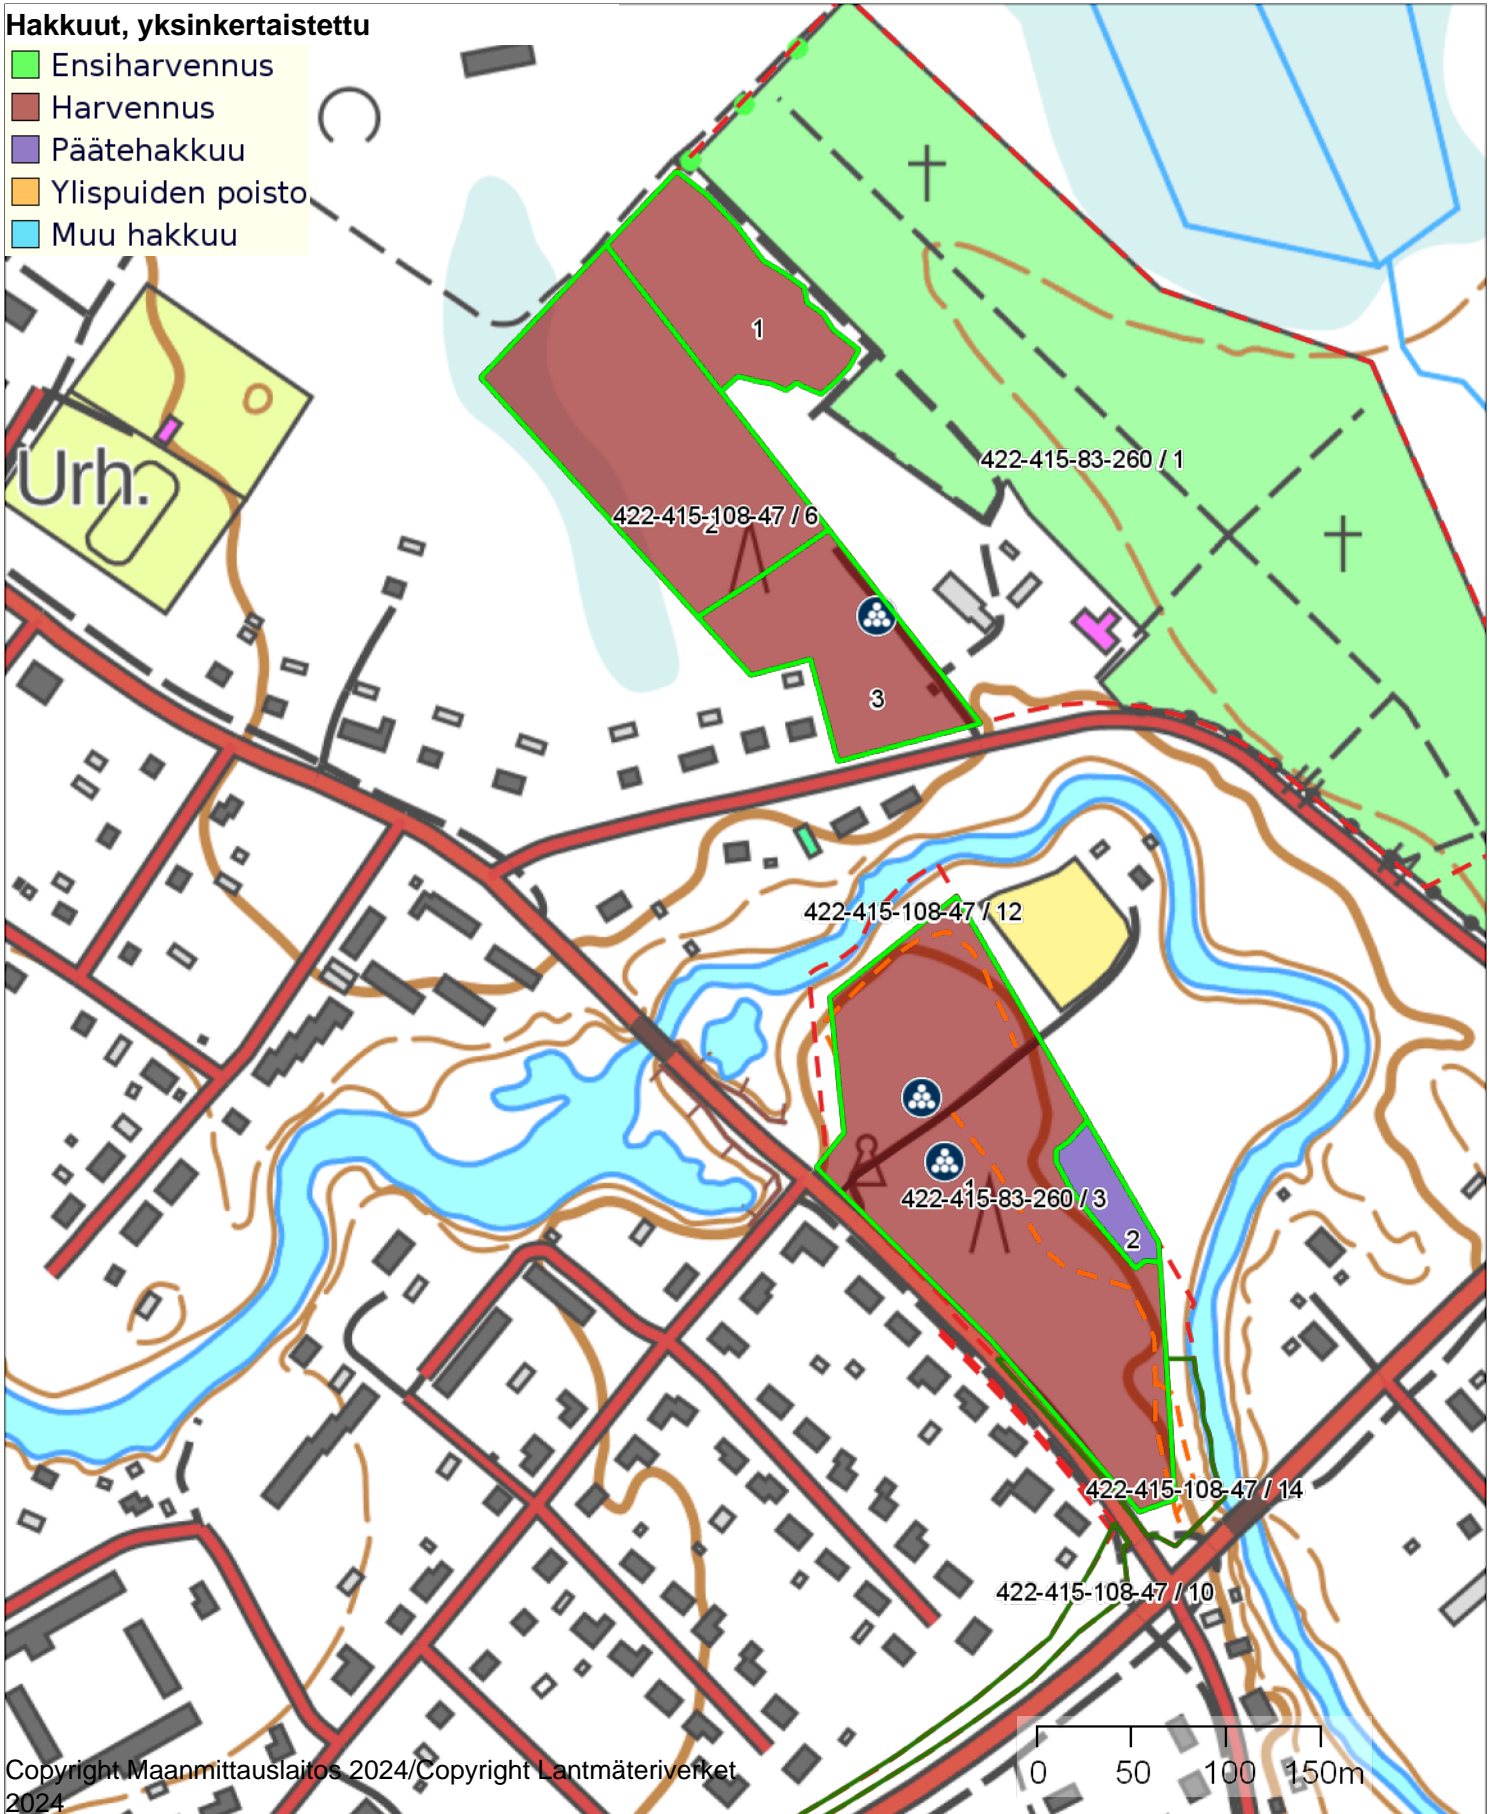 Hakkuut, yksinkertaistettu
Ensiharvennus
Harvennus
Päätehakkuu
Ylispuiden poisto
Muu hakkuu
1
Urh.
422-415-83-260 / 1
422-415-108-47 / 6
2
3
422-415-108-47 / 12
1
422-415-83-260 / 3
2
422-415-108-47 / 14
422-415-108-47 / 10
0 50 100 150m
Copyright Maanmittauslaitos 2024/Copyright Lantmäteriverket
2024